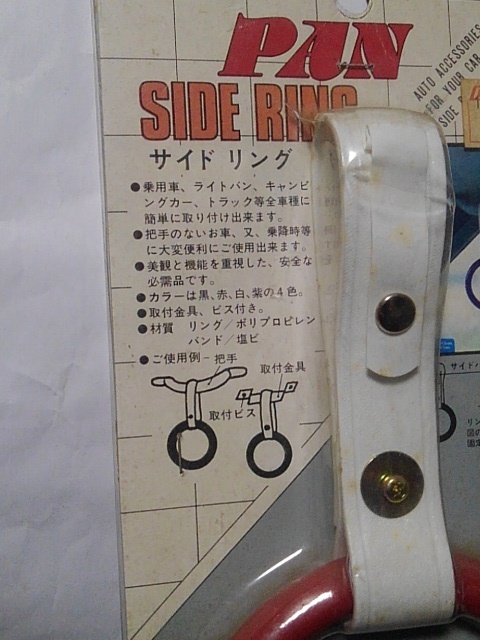 PAN
AUTO ACCESSORIES
FOR YOUR CAR
SIDE
SIDE RING
サイド リング
●乗用車、ライトバン、キャンピ
ングカー、トラック等全車種に
簡単に取り付け出来ます。
●把手のないお車、又、乗降時等
に大変便利にご使用出来ます。
●美観と機能を重視した、安全な
必需品です。
●カラーは黒、赤、白、紫の4色。
●取付金具、ビス付き。
●材質 リング/ポリプロピレン
バンド/塩ビ
●ご使用例-把手
取付金具
取付ビス
サイド